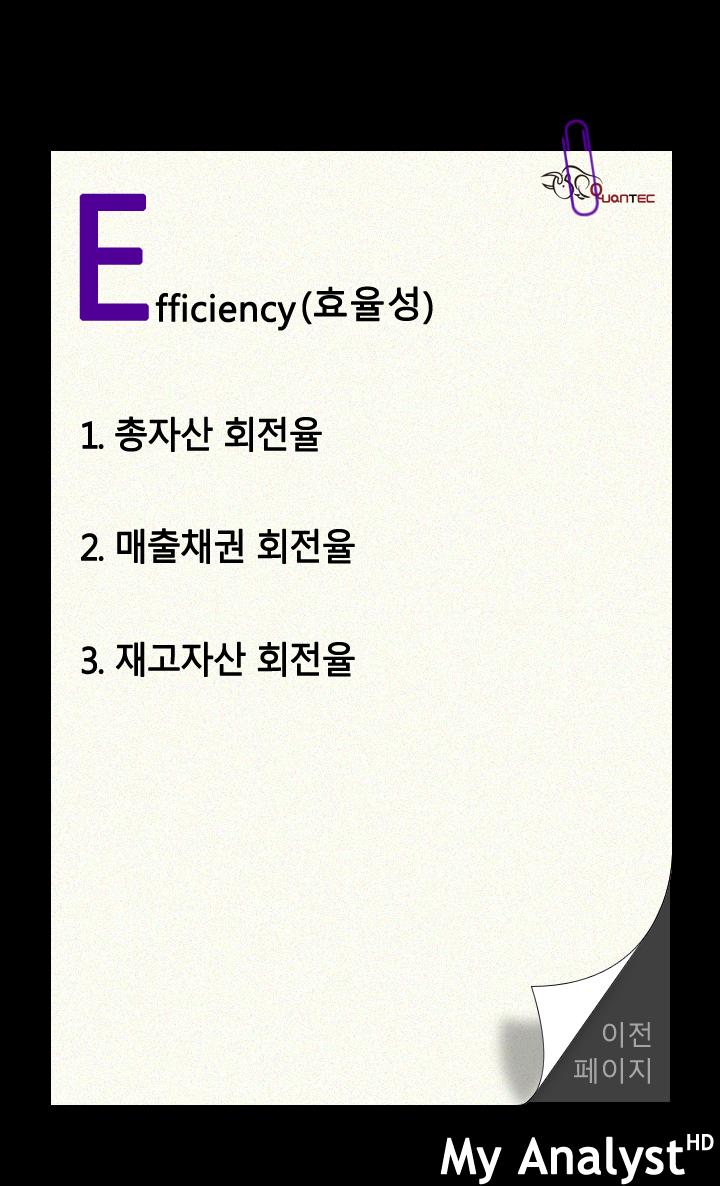 QUANTEC
Efficiency(효율성)
1. 총자산 회전율
2. 매출채권 회전율
3. 재고자산 회전율
이전
페이지
My Analyst HD